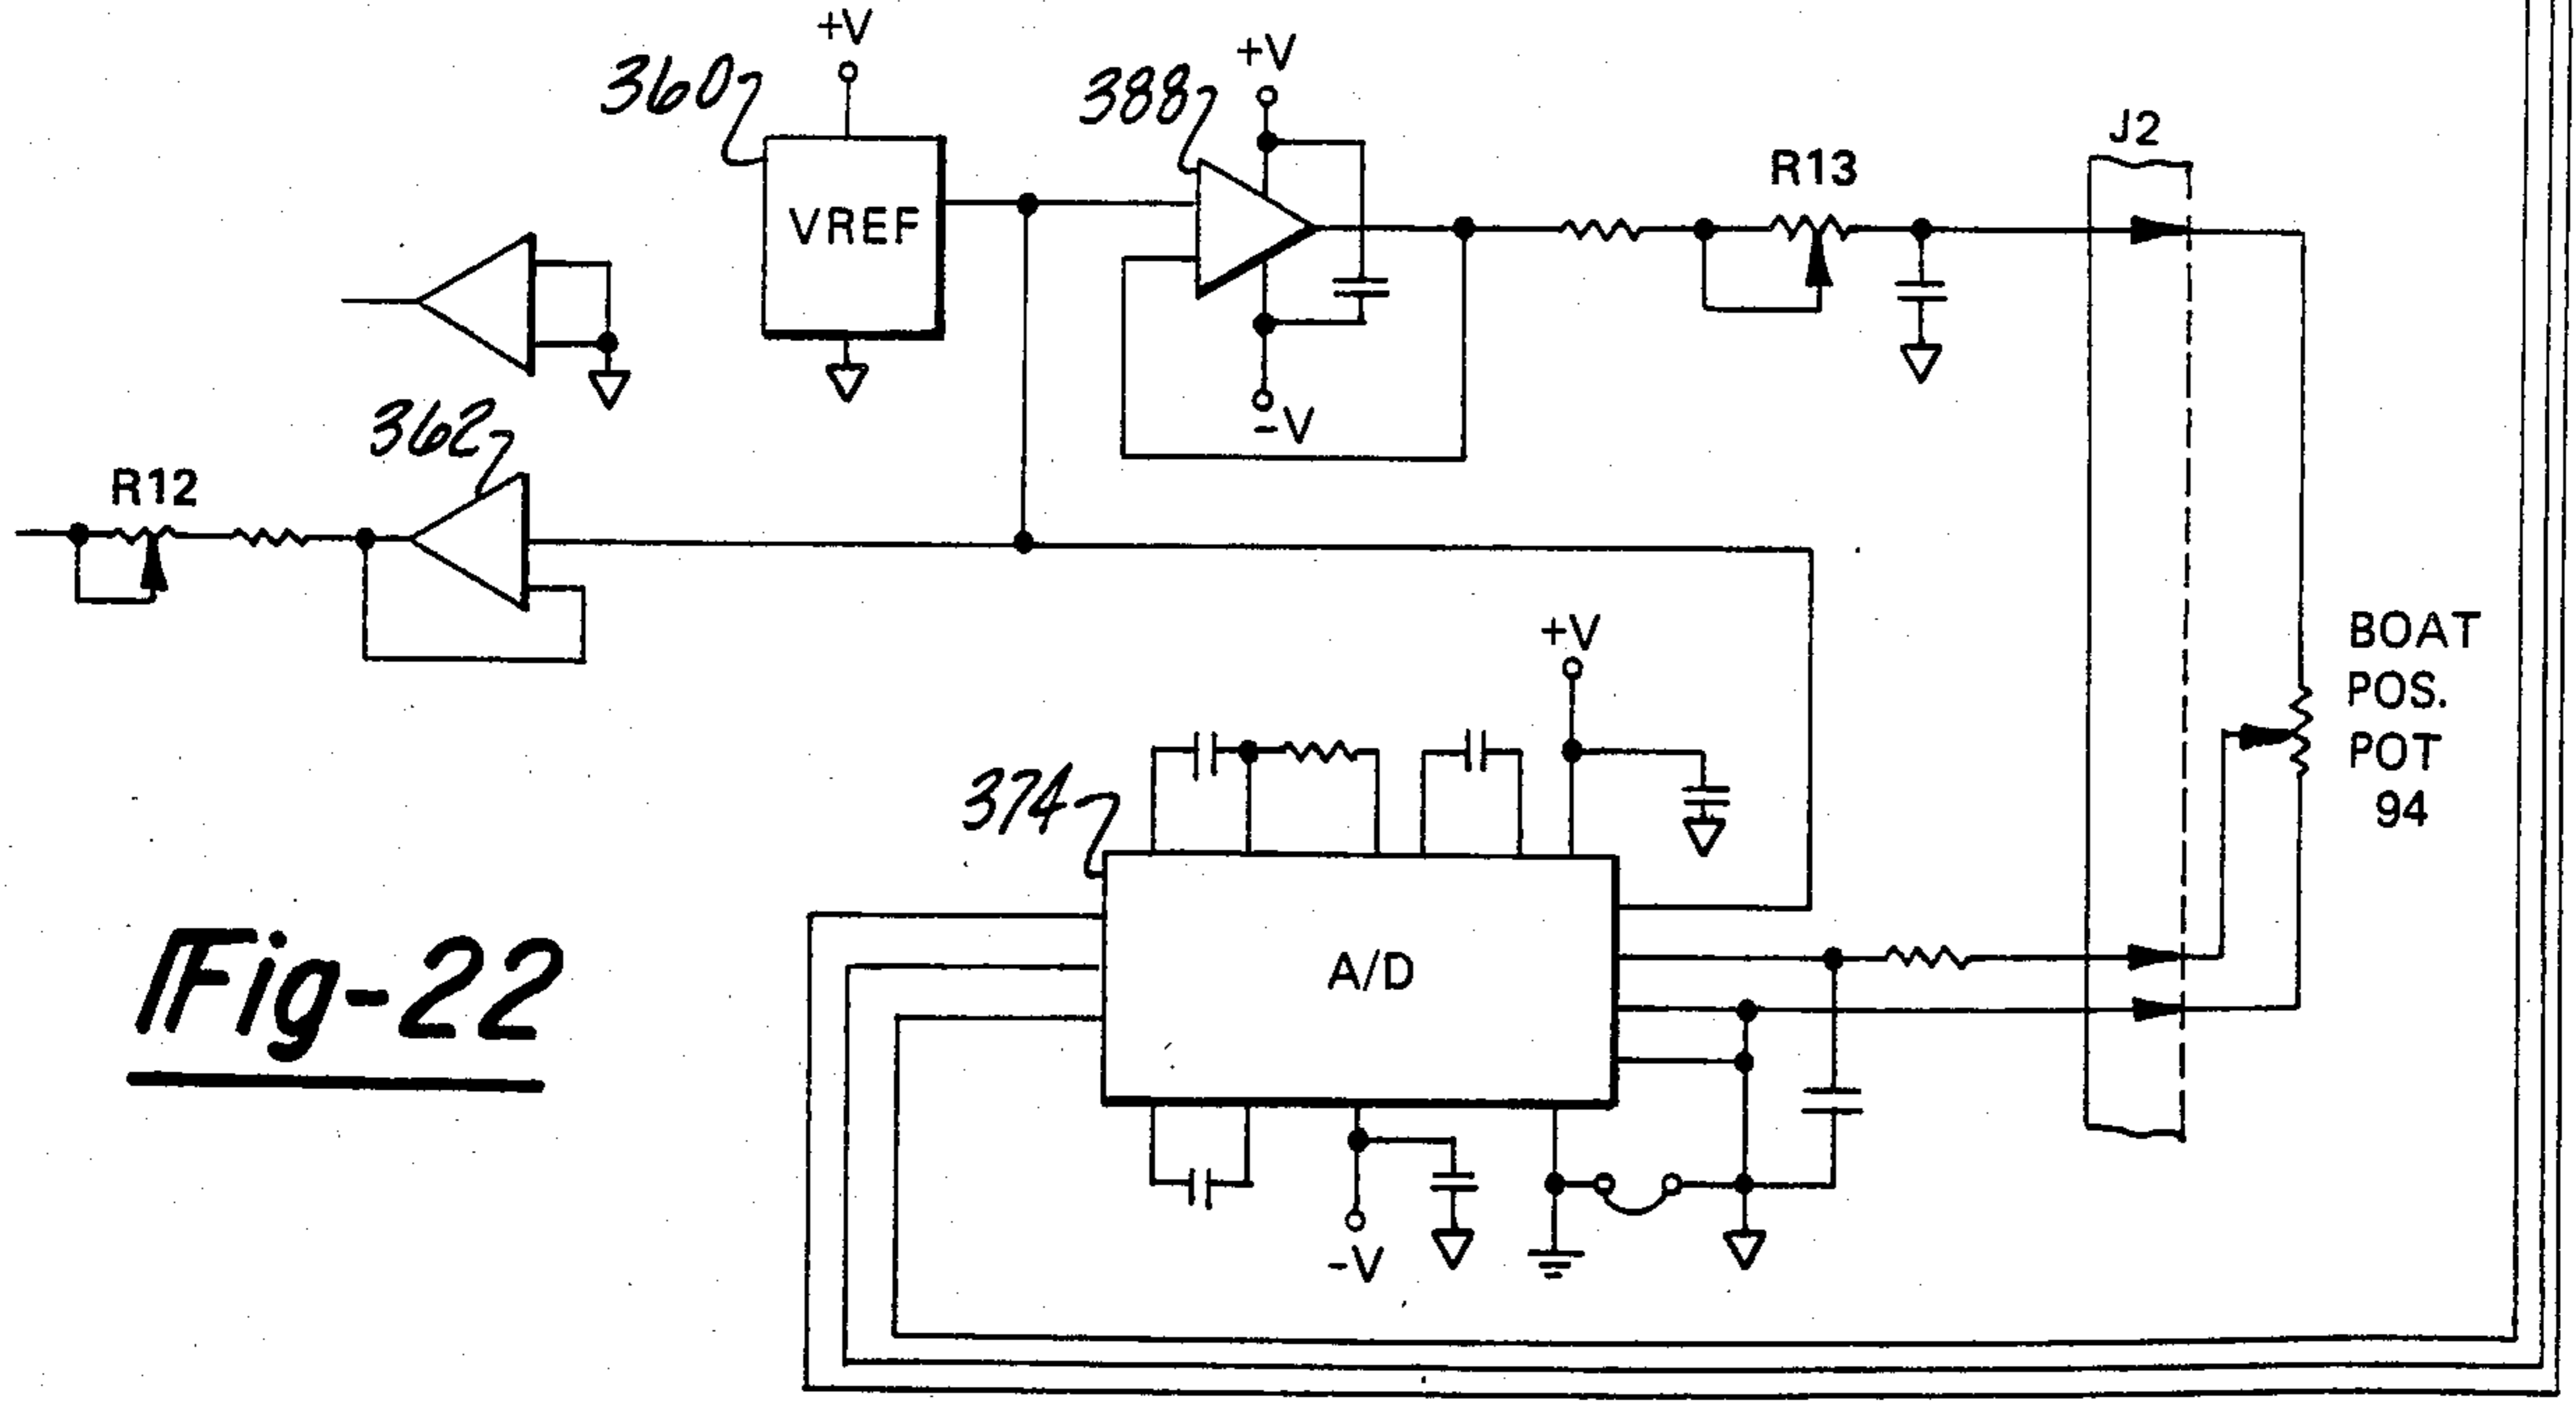 +V
360
388
+V
J2
R13
VREF
362
-V
R12
+V
BOAT
POS.
POT
94
374
A/D
Fig-22
-V